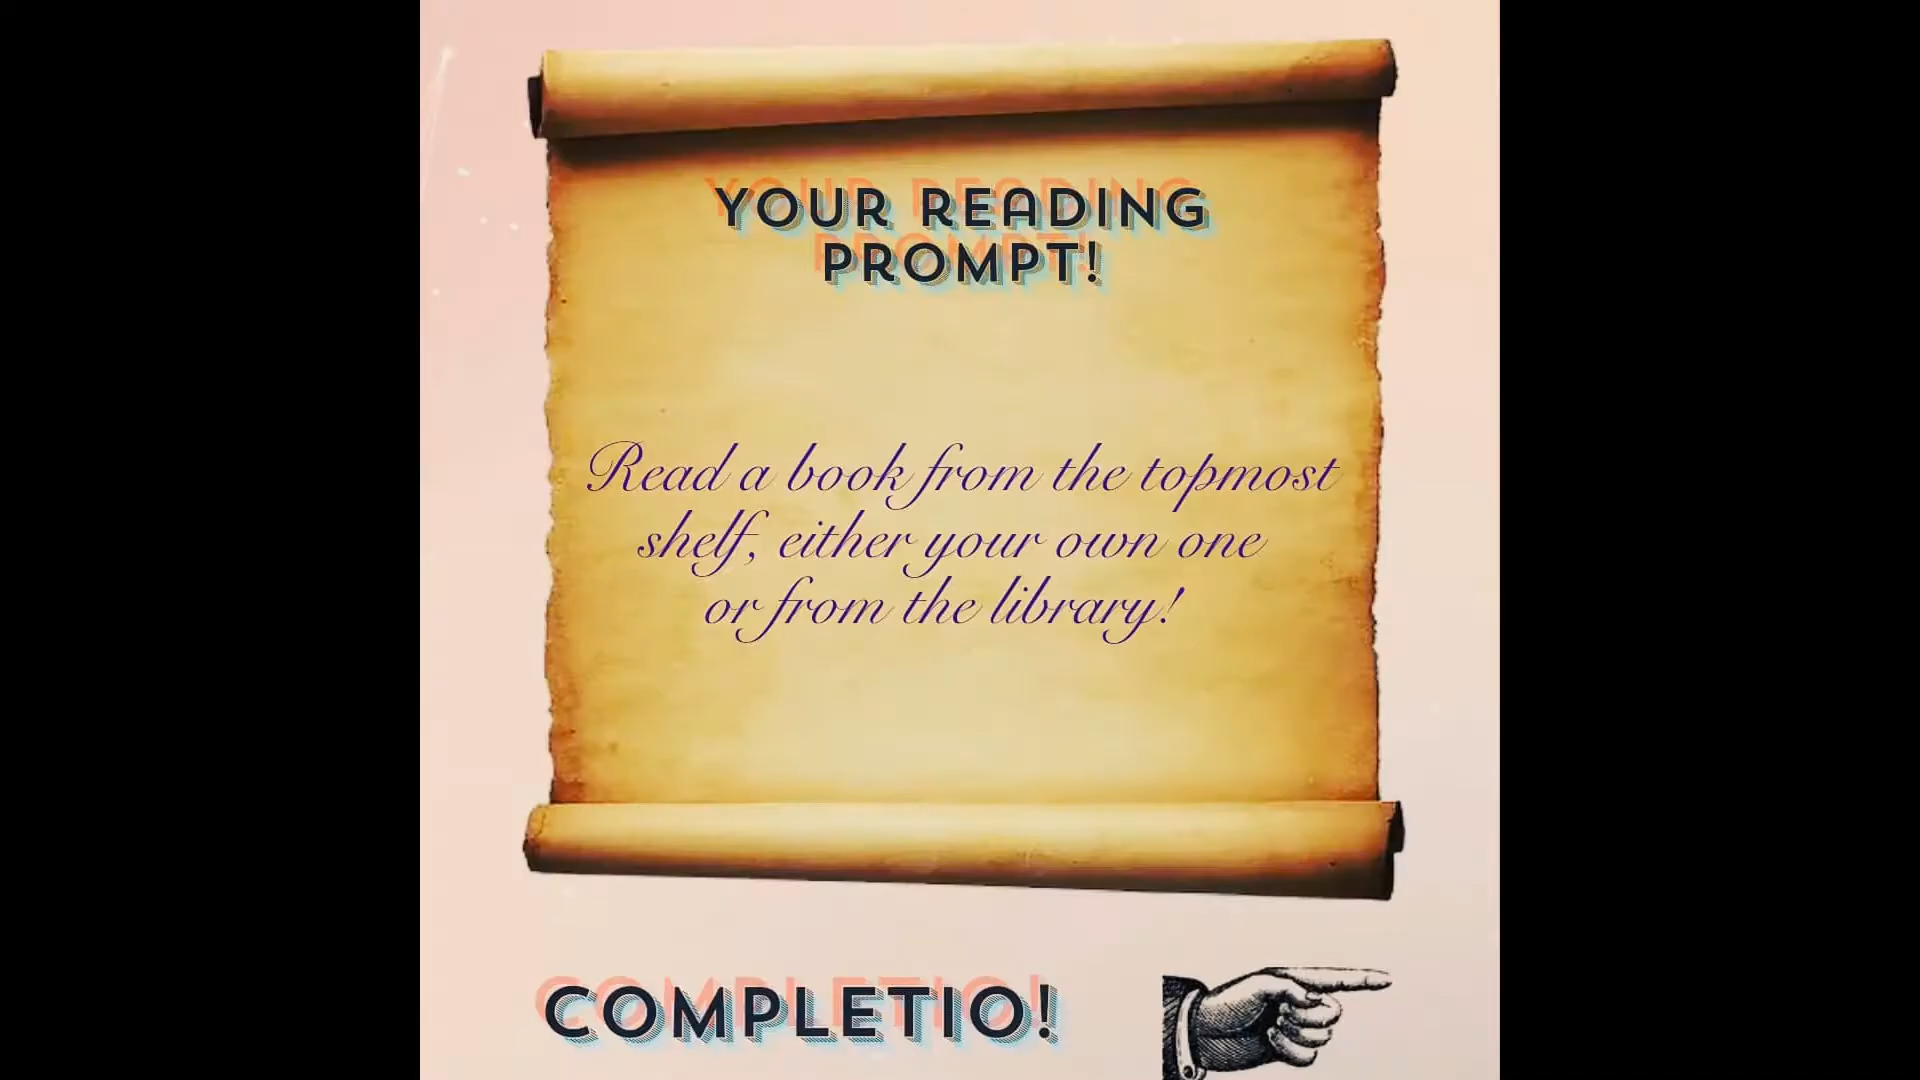 YOUR READING
PROMPT!
Read a book from the topmost
shelf, either your own one
or from the library!
COMPLETIO!